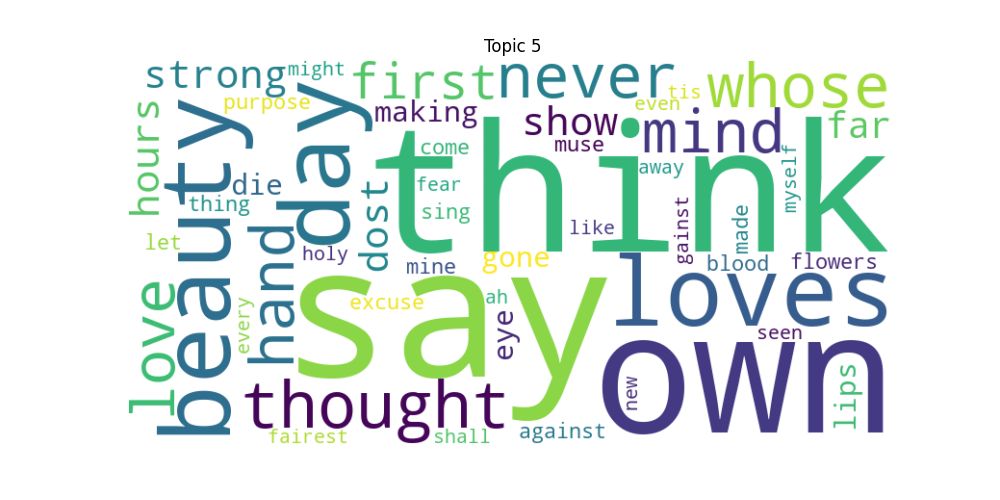 Topic 5
strong
might
first
never
whose
purpose
making
even
tis
hours
beauty
day
show
muse
mind
far
think
come
away
myself
die
thing
dost
fear
sing
like
gainst
made
let
hand
holy
mine
gone
loves
blood
flowers
love
every
say
excuse
ah
eye
seen
own
new
lips
thought
fairest
shall
against